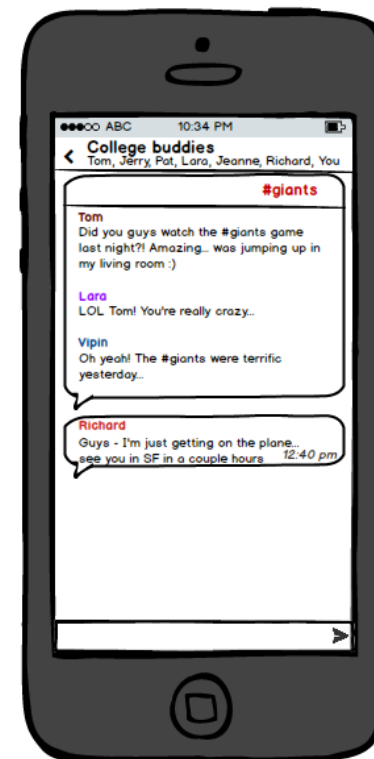 ABC 10:34 PM
College buddies
Tom, Jerry, Pat, Lara, Jeanne, Richard, You
#giants
Tom
Did you guys watch the #giants game
last night?! Amazing... was jumping up in
my living room :)
Lara
LOL Tom! You're really crazy...
Vipin
Oh yeah! The #giants were terrific
yesterday...
Richard
Guys - I'm just getting on the plane...
see you in SF in a couple hours 12:40 pm